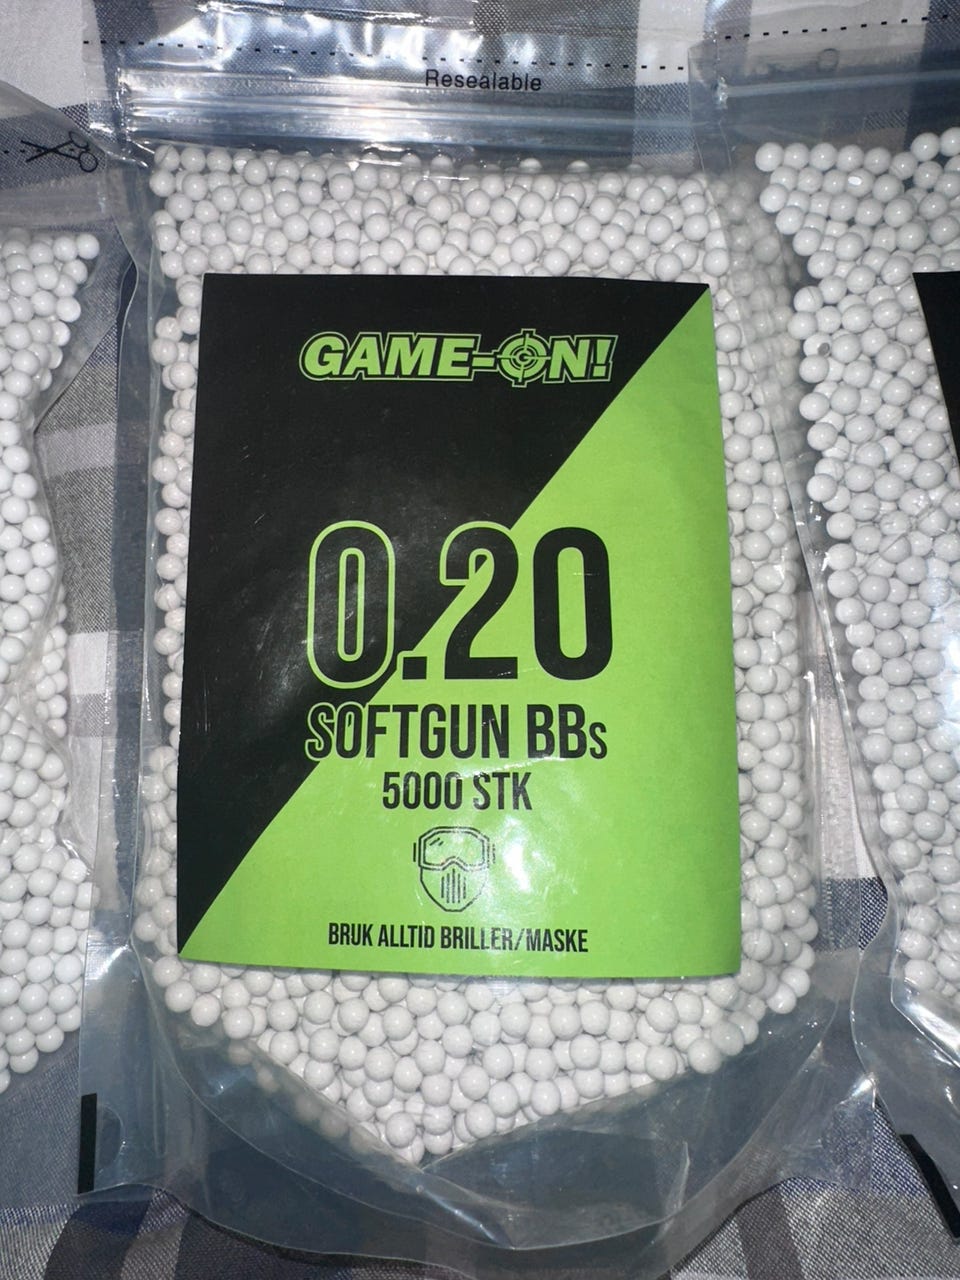 Resealable
GAME-ON!
0.20
SOFTGUN BBs
5000 STK
BRUK ALLTID BRILLER/MASKE